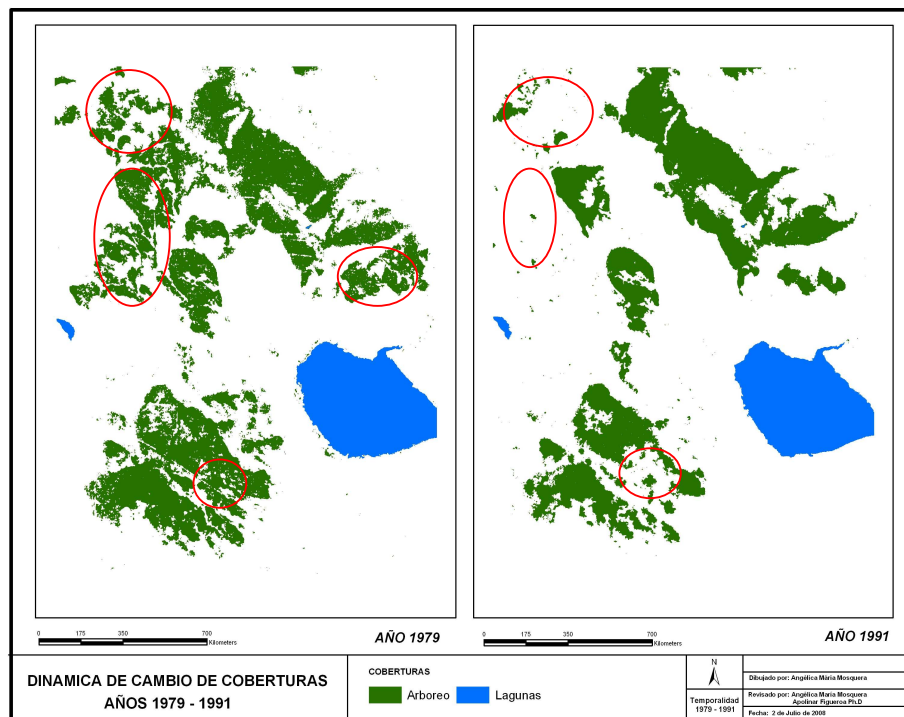 0 175 350 700
Kilometers
AÑO 1979
0 175 350 700
Kilometers
AÑO 1991
DINAMICA DE CAMBIO DE COBERTURAS
AÑOS 1979 - 1991
COBERTURAS
Arboreo Lagunas
N
Temporalidad
1979 - 1991
Dibujado por: Angélica Mària Mosquera
Revisado por: Angélica Maria Mosquera
Apolinar Figueroa Ph.D
Fecha: 2 de Julio de 2008